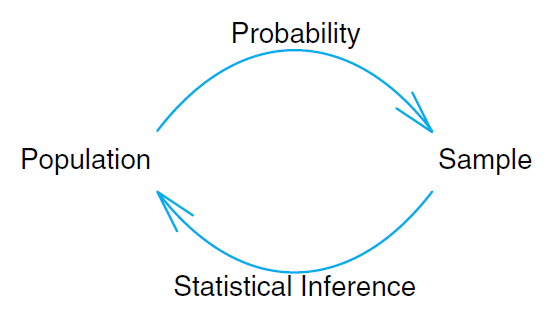 Probability
Population
Sample
Statistical Inference